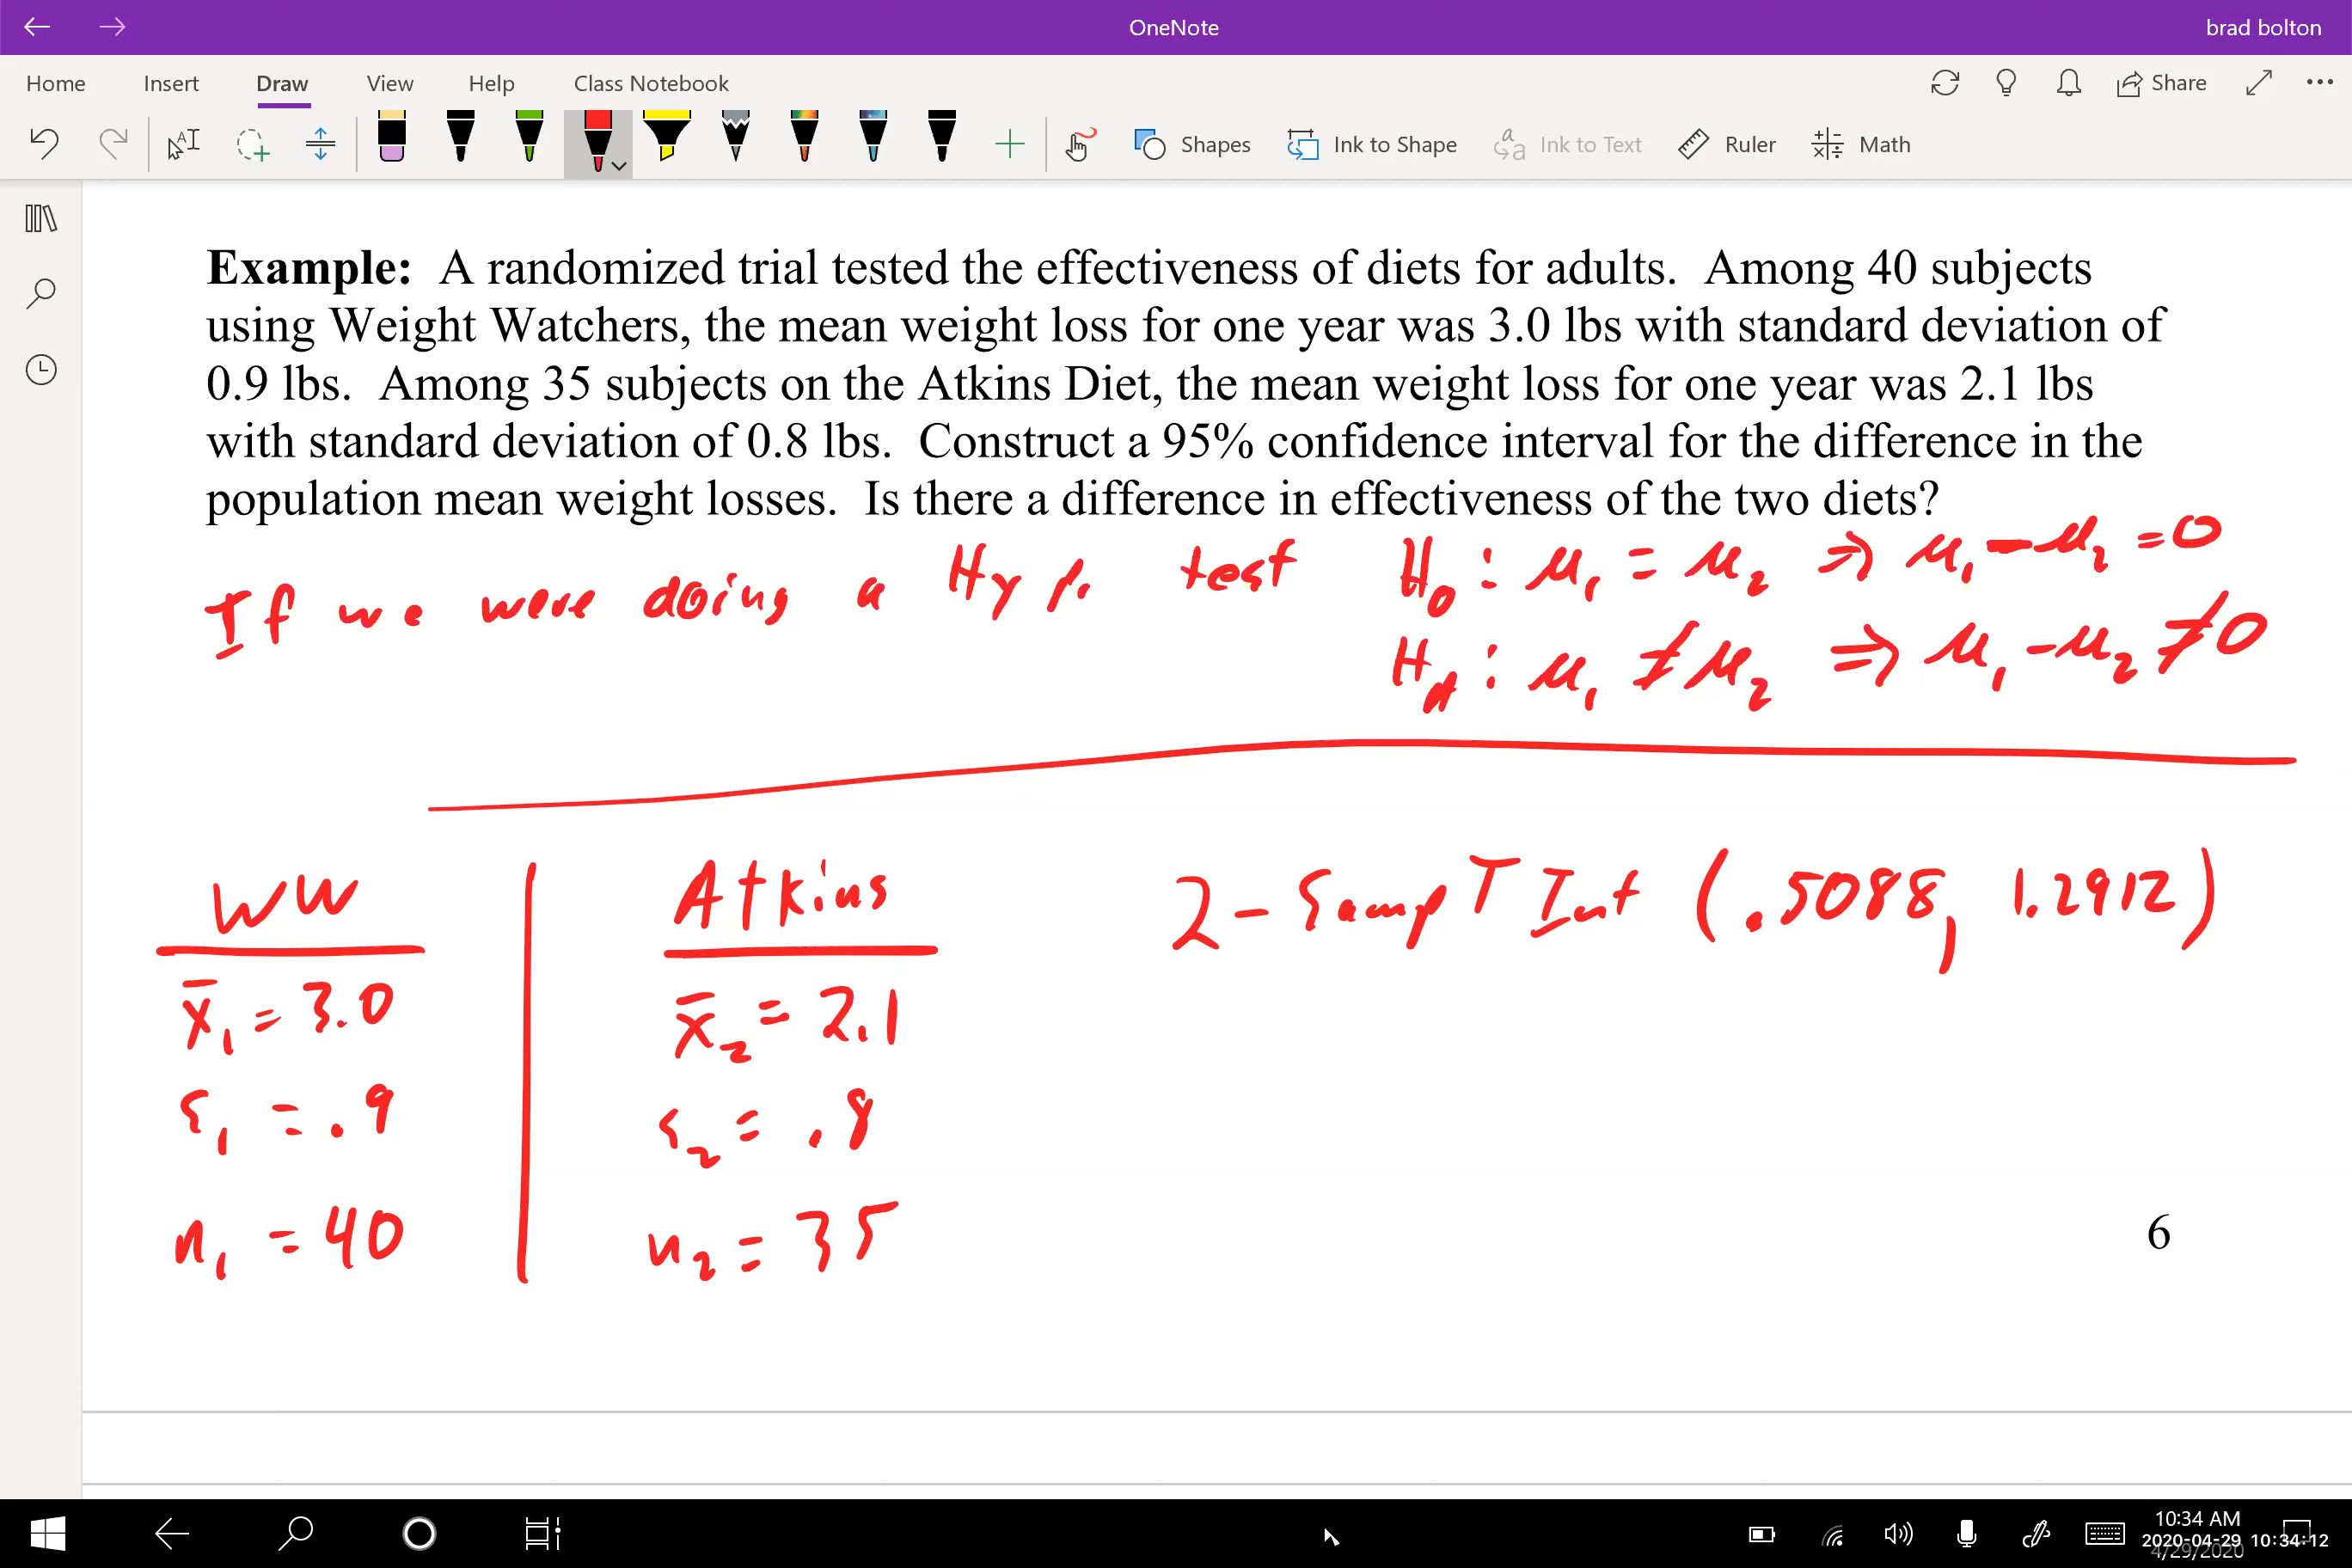 OneNote
brad bolton
Home Insert Draw View Help Class Notebook Share
Shapes Ink to Shape Ink to Text Ruler Math
Example: A randomized trial tested the effectiveness of diets for adults. Among 40 subjects
using Weight Watchers, the mean weight loss for one year was 3.0 lbs with standard deviation of
0.9 lbs. Among 35 subjects on the Atkins Diet, the mean weight loss for one year was 2.1 lbs
with standard deviation of 0.8 lbs. Construct a 95% confidence interval for the difference in the
population mean weight losses. Is there a difference in effectiveness of the two diets?
If we were doing a Hyp. test H₀: μ₁ = μ₂ ⇒ μ₁ − μ₂ = 0
H_A: μ₁ ≠ μ₂ ⇒ μ₁ − μ₂ ≠ 0
WW Atkins 2-Samp T Int (.5088, 1.2912)
x̄₁ = 3.0 x̄₂ = 2.1
s₁ = .9 s₂ = .8
n₁ = 40 n₂ = 35
6
10:34 AM
2020-04-29 10:34:12
4/29/2020